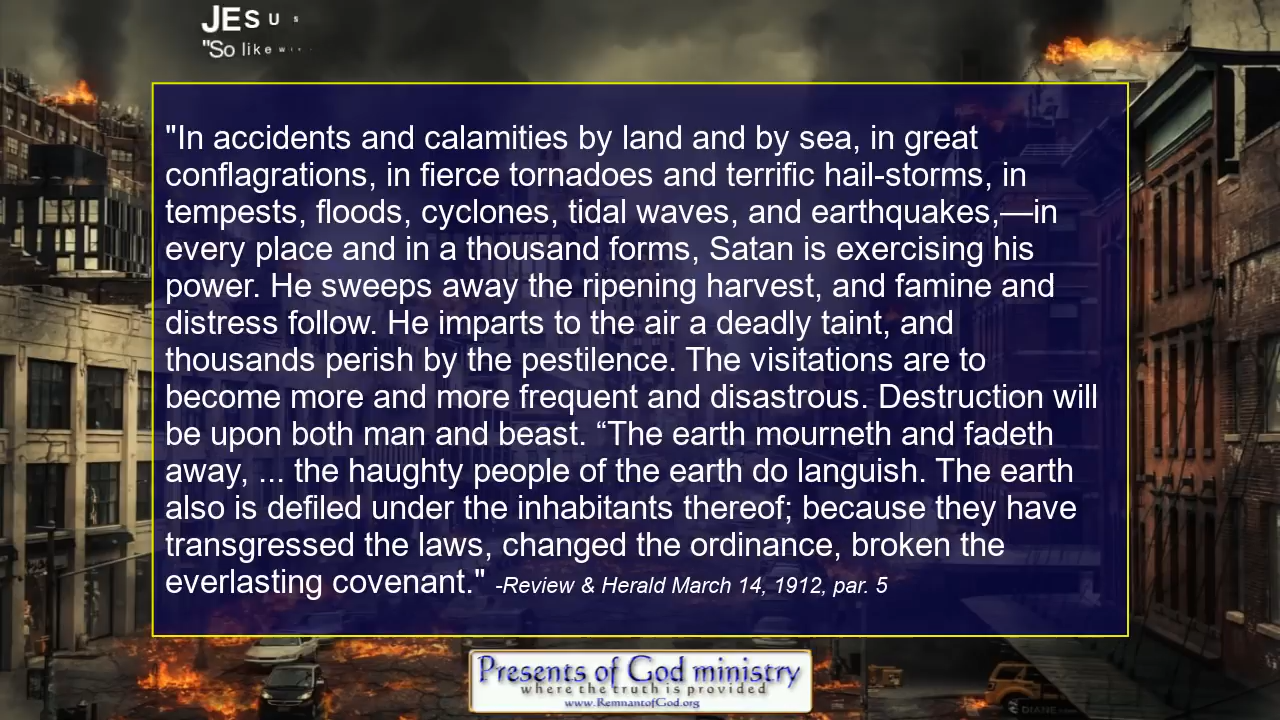 JESUS
"So like
"In accidents and calamities by land and by sea, in great
conflagrations, in fierce tornadoes and terrific hail-storms, in
tempests, floods, cyclones, tidal waves, and earthquakes,—in
every place and in a thousand forms, Satan is exercising his
power. He sweeps away the ripening harvest, and famine and
distress follow. He imparts to the air a deadly taint, and
thousands perish by the pestilence. The visitations are to
become more and more frequent and disastrous. Destruction will
be upon both man and beast. “The earth mourneth and fadeth
away, ... the haughty people of the earth do languish. The earth
also is defiled under the inhabitants thereof; because they have
transgressed the laws, changed the ordinance, broken the
everlasting covenant." -Review & Herald March 14, 1912, par. 5
Presents of God ministry
where the truth is provided
www.RemnantofGod.org